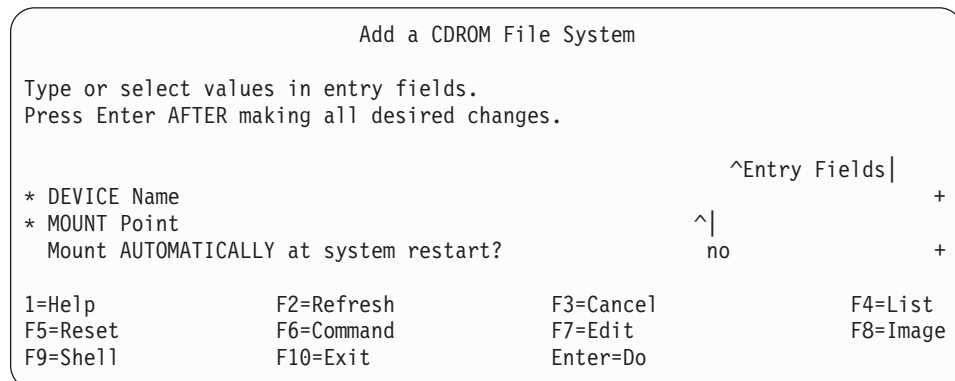 Add a CDROM File System
Type or select values in entry fields.
Press Enter AFTER making all desired changes.
^Entry Fields|
* DEVICE Name +
* MOUNT Point ^|
Mount AUTOMATICALLY at system restart? no +
1=Help F2=Refresh F3=Cancel F4=List
F5=Reset F6=Command F7=Edit F8=Image
F9=Shell F10=Exit Enter=Do